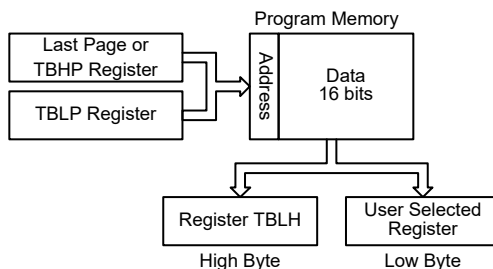 Program Memory
Last Page or
TBHP Register
TBLP Register
Address
Data
16 bits
Register TBLH
High Byte
User Selected
Register
Low Byte